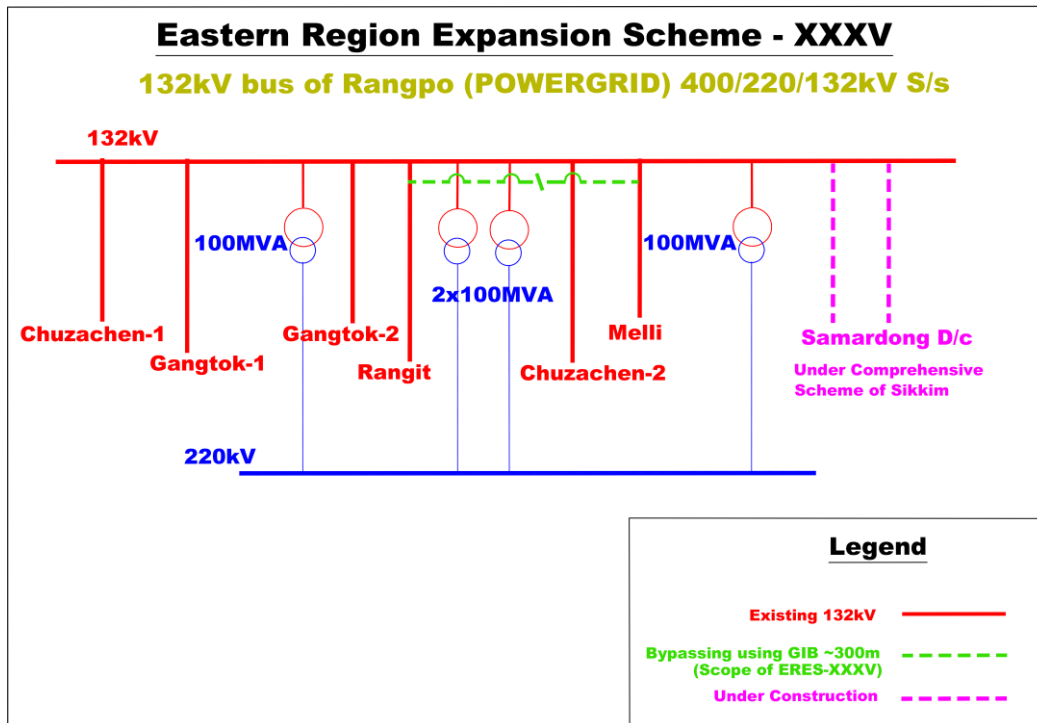 Eastern Region Expansion Scheme - XXXV
132kV bus of Rangpo (POWERGRID) 400/220/132kV S/s
132kV
100MVA
100MVA
2x100MVA
Chuzachen-1
Gangtok-1
Gangtok-2
Rangit
Chuzachen-2
Melli
Samardong D/c
Under Comprehensive
Scheme of Sikkim
220kV
Legend
Existing 132kV
Bypassing using GIB ~300m
(Scope of ERES-XXXV)
Under Construction